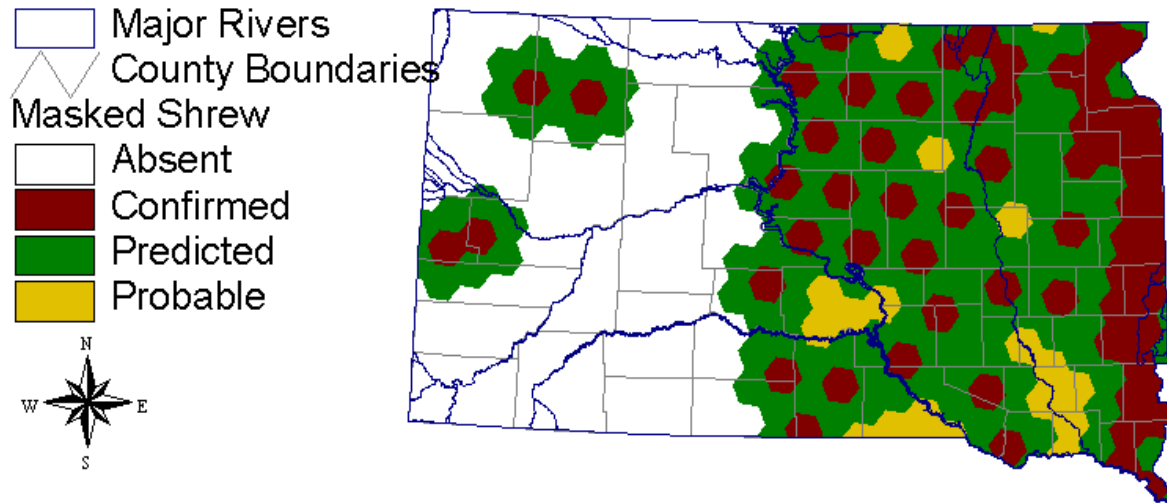 Major Rivers
County Boundaries
Masked Shrew
Absent
Confirmed
Predicted
Probable
N
W E
S